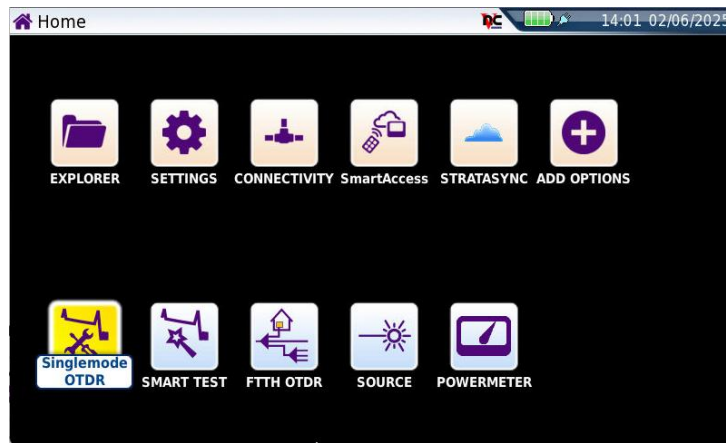 Home
VNC
14:01 02/06/2025
EXPLORER
SETTINGS
CONNECTIVITY
SmartAccess
STRATASYNC
ADD OPTIONS
Singlemode
OTDR
SMART TEST
FTTH OTDR
SOURCE
POWERMETER